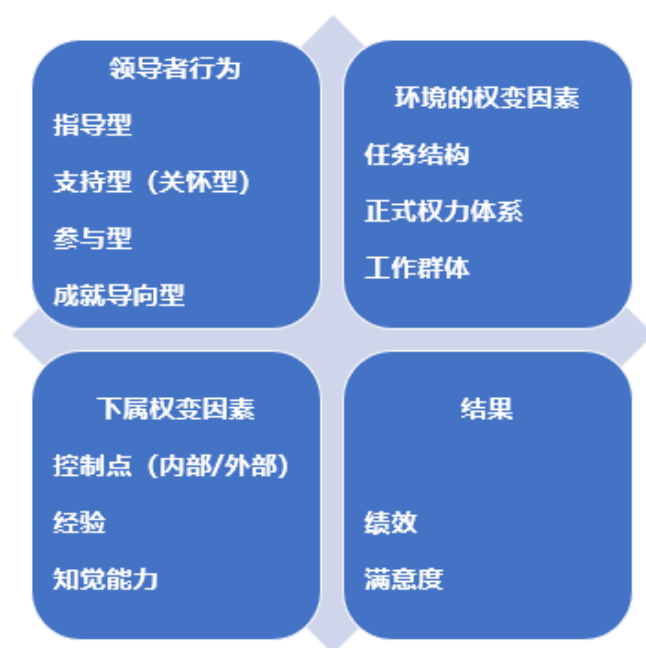 领导者行为
指导型
支持型（关怀型）
参与型
成就导向型
环境的权变因素
任务结构
正式权力体系
工作群体
下属权变因素
控制点（内部/外部）
经验
知觉能力
结果
绩效
满意度